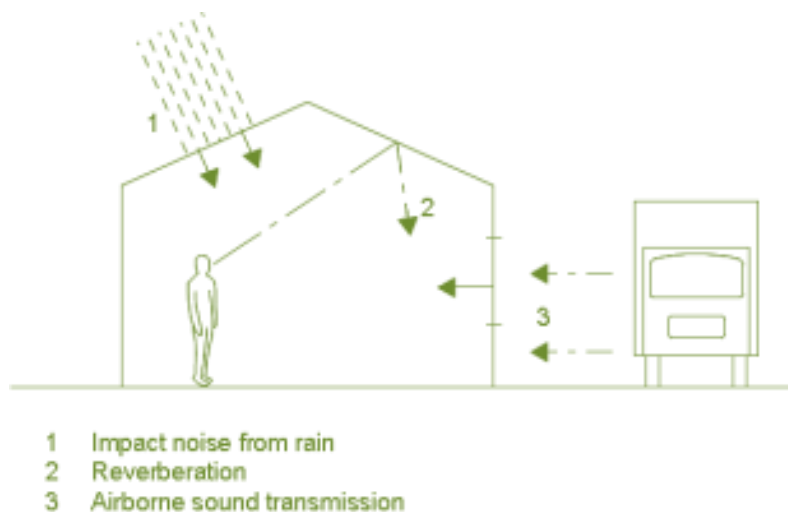 1
2
3
1 Impact noise from rain
2 Reverberation
3 Airborne sound transmission